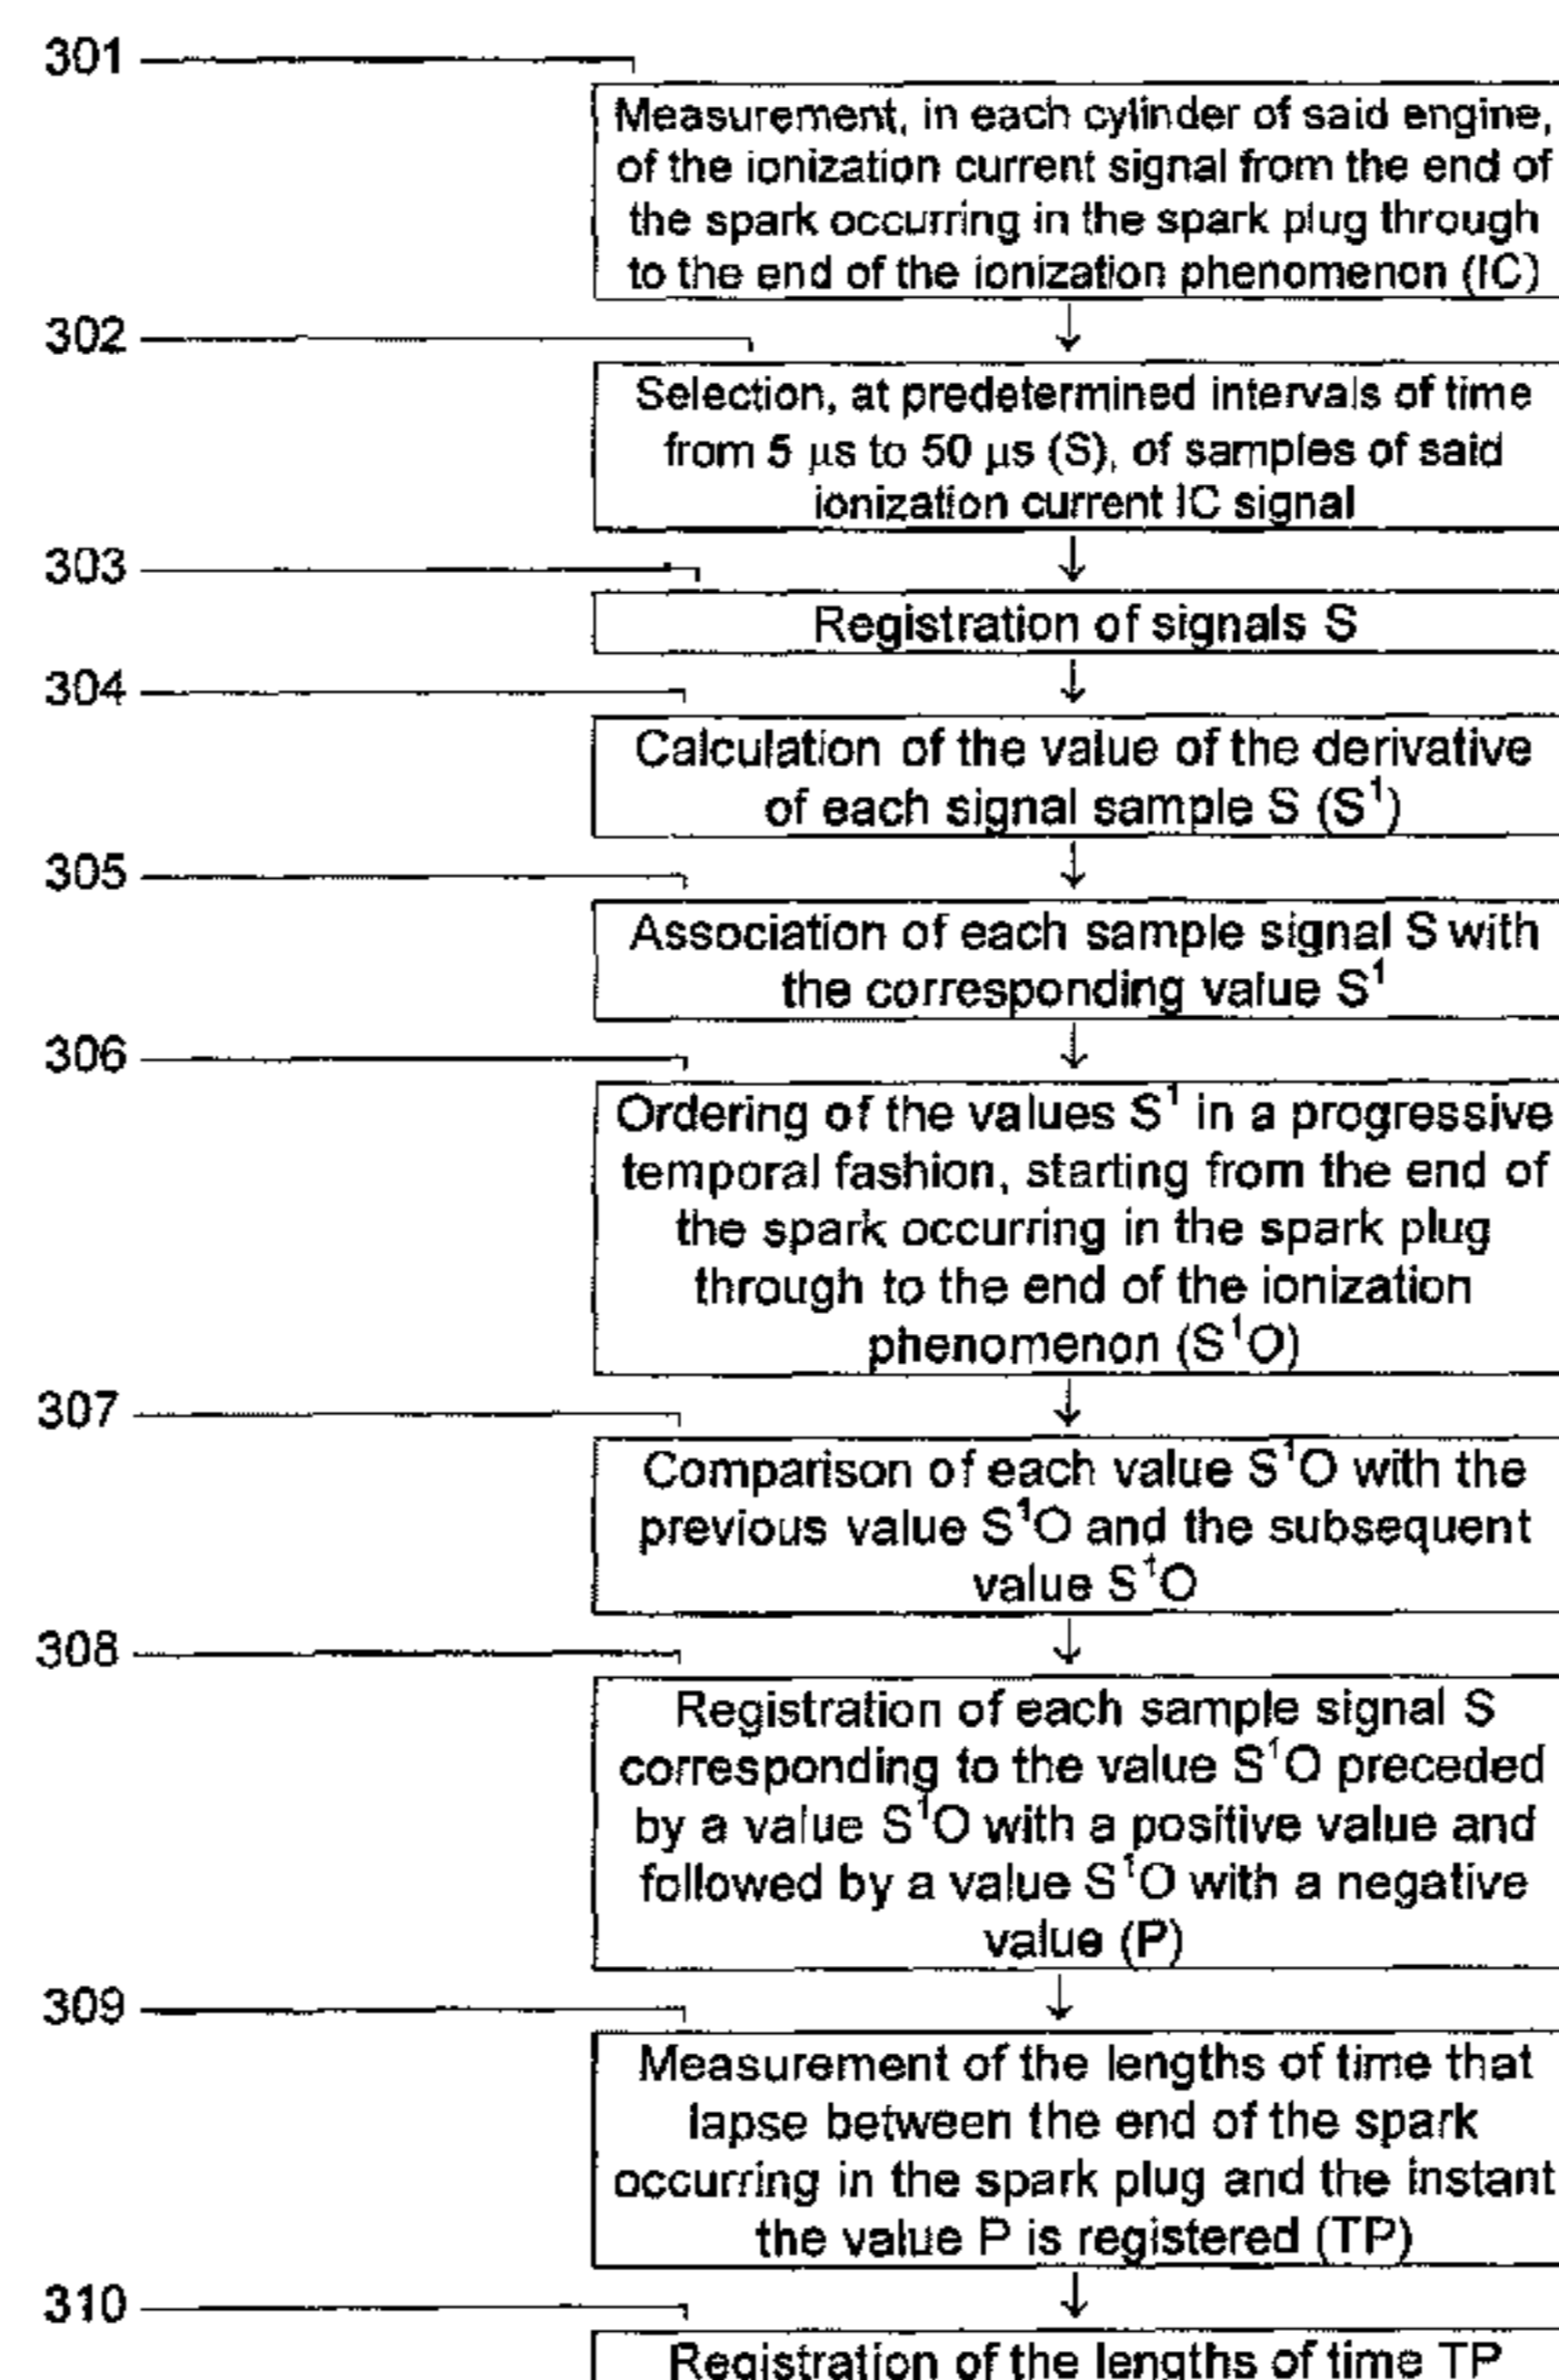 301
Measurement, in each cylinder of said engine,
of the ionization current signal from the end of
the spark occurring in the spark plug through
to the end of the ionization phenomenon (IC)
302
Selection, at predetermined intervals of time
from 5 µs to 50 µs (S), of samples of said
ionization current IC signal
303
Registration of signals S
304
Calculation of the value of the derivative
of each signal sample S (S¹)
305
Association of each sample signal S with
the corresponding value S¹
306
Ordering of the values S¹ in a progressive
temporal fashion, starting from the end of
the spark occurring in the spark plug
through to the end of the ionization
phenomenon (S¹O)
307
Comparison of each value S¹O with the
previous value S¹O and the subsequent
value S¹O
308
Registration of each sample signal S
corresponding to the value S¹O preceded
by a value S¹O with a positive value and
followed by a value S¹O with a negative
value (P)
309
Measurement of the lengths of time that
lapse between the end of the spark
occurring in the spark plug and the instant
the value P is registered (TP)
310
Registration of the lengths of time TP